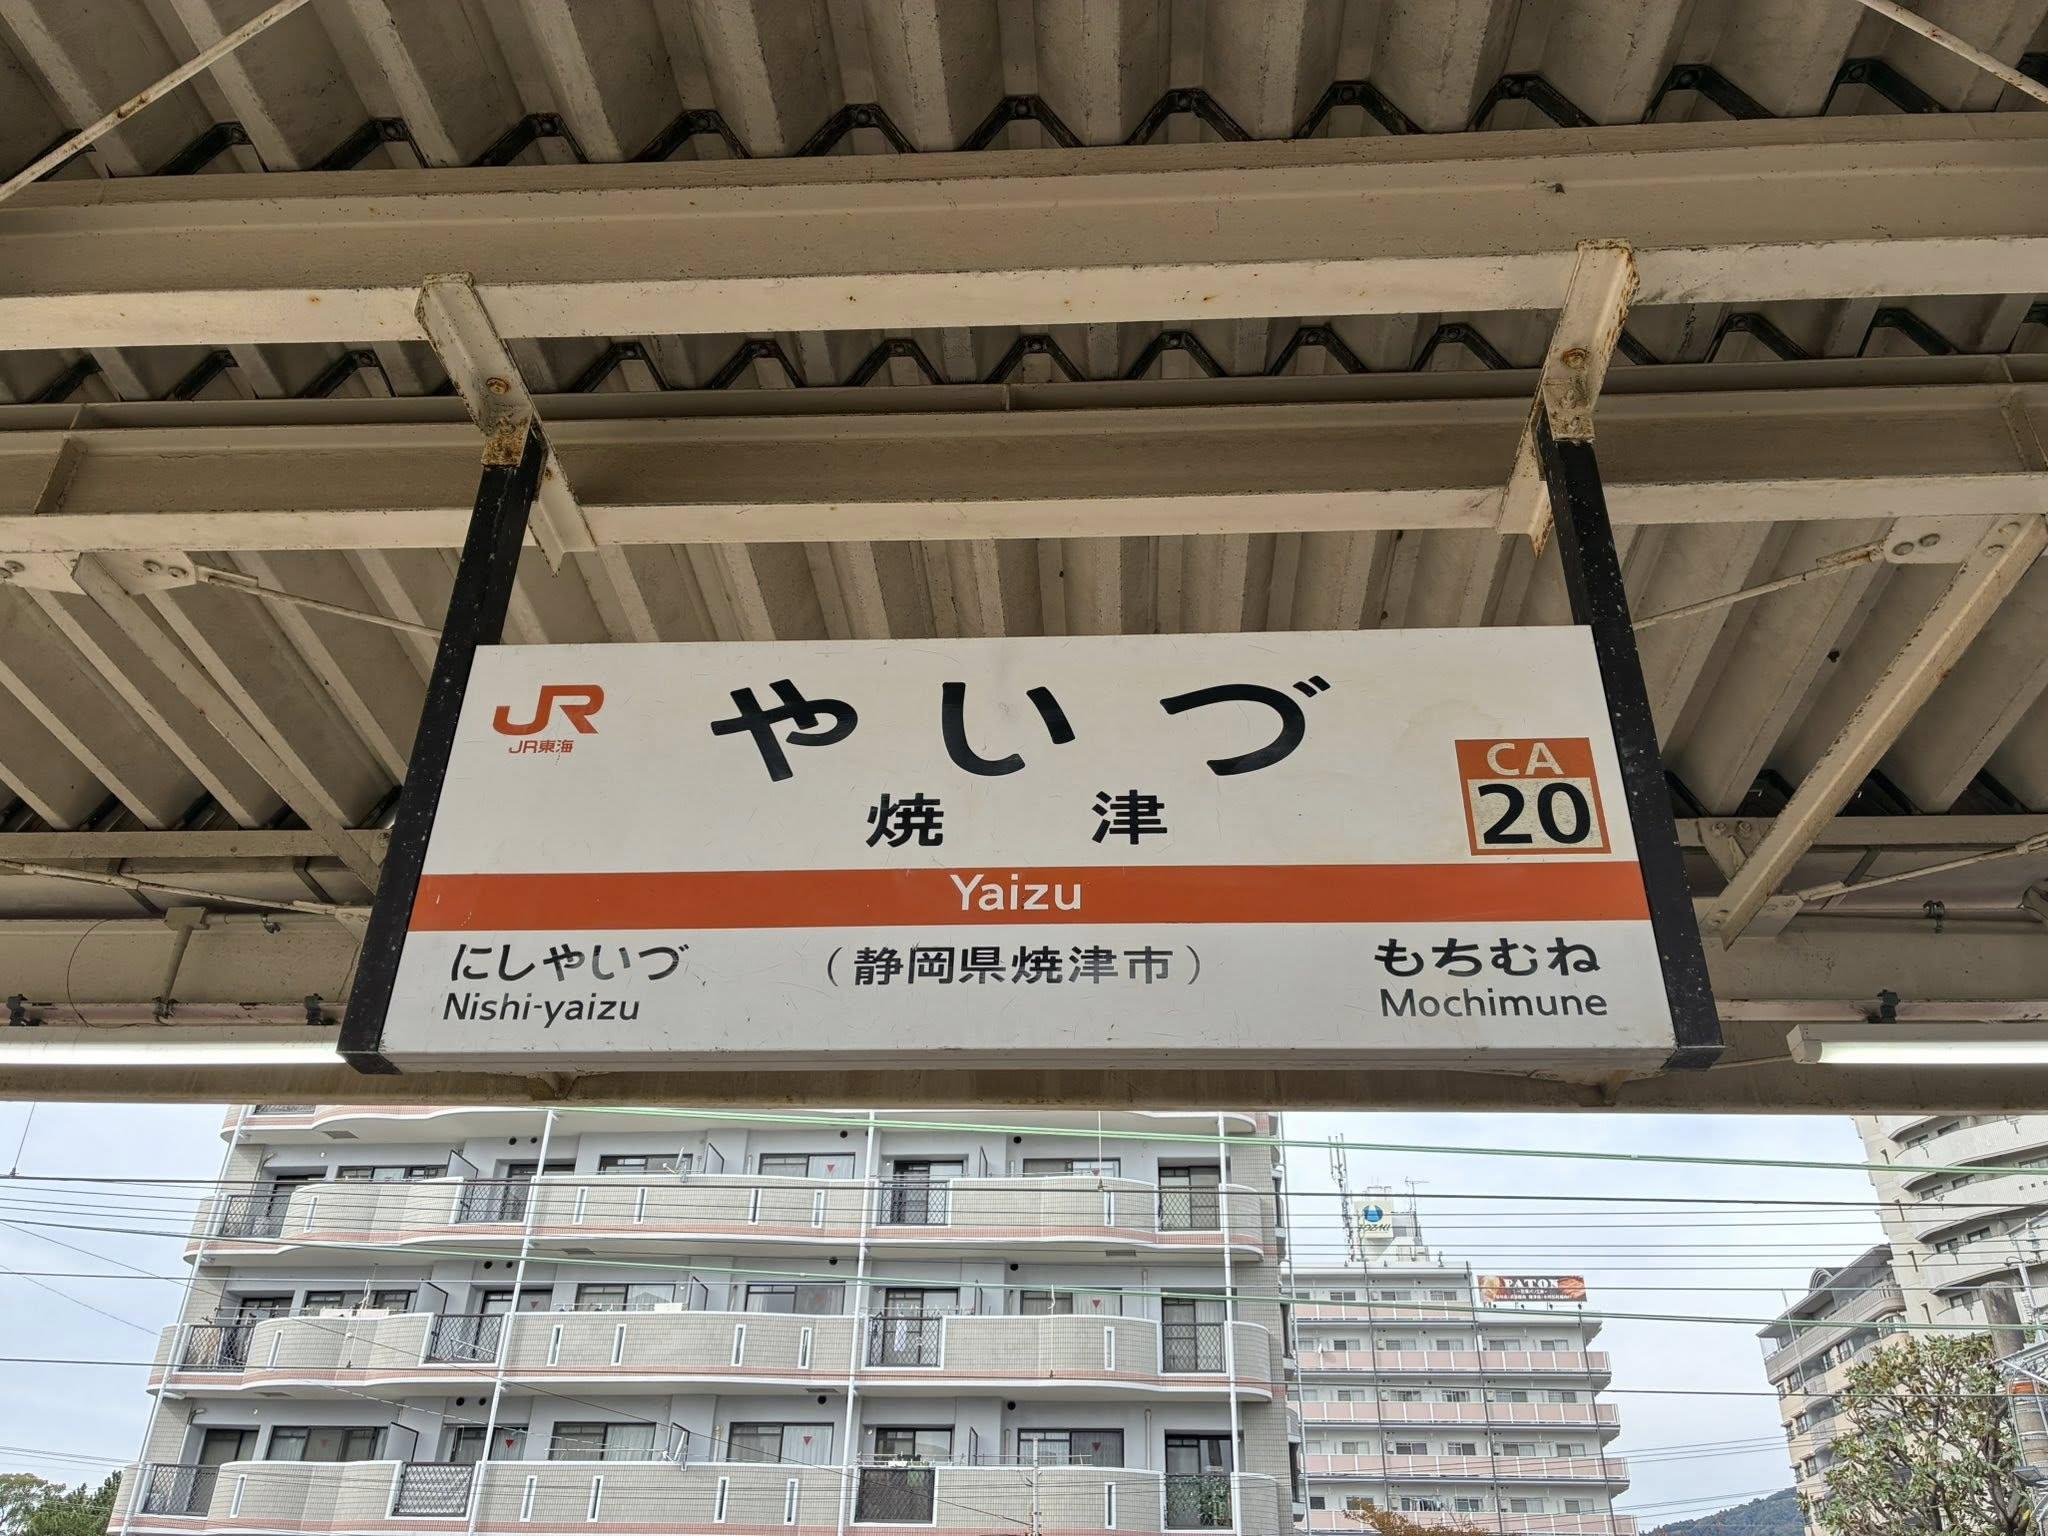 JR
JR東海
やいづ
焼津
CA
20
Yaizu
にしやいづ
Nishi-yaizu
（静岡県焼津市）
もちむね
Mochimune
PATON